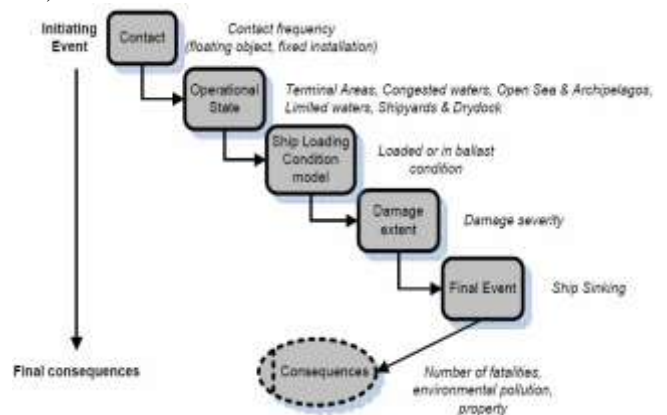 Initiating
Event
Contact
Contact frequency
(floating object, fixed installation)
Operational
State
Terminal Areas, Congested waters, Open Sea & Archipelagos,
Limited waters, Shipyards & Drydock
Ship Loading
Condition
model
Loaded or in ballast
condition
Damage
extent
Damage severity
Final Event
Ship Sinking
Final consequences
Consequences
Number of fatalities,
environmental pollution,
property